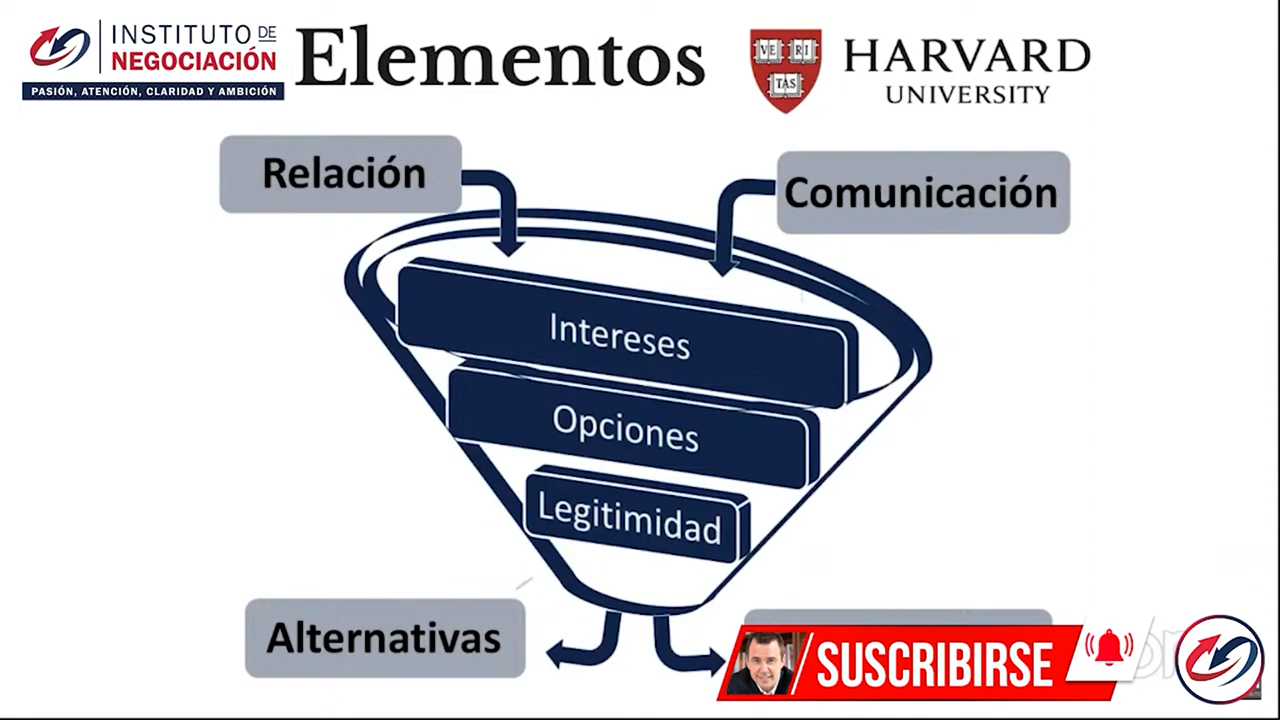 INSTITUTO DE
NEGOCIACIÓN
PASIÓN, ATENCIÓN, CLARIDAD Y AMBICIÓN
Elementos
VE RI
TAS
HARVARD
UNIVERSITY
Relación
Comunicación
Intereses
Opciones
Legitimidad
Alternativas
SUSCRIBIRSE